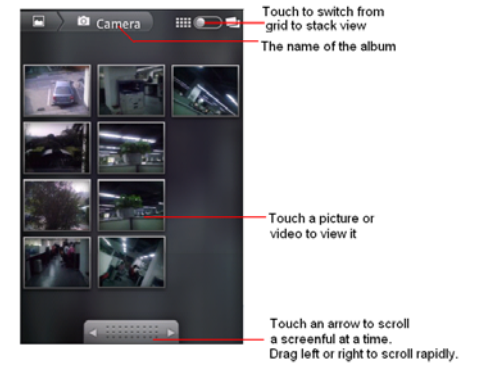 Touch to switch from
grid to stack view
Camera
The name of the album
Touch a picture or
video to view it
Touch an arrow to scroll
a screenful at a time.
Drag left or right to scroll rapidly.